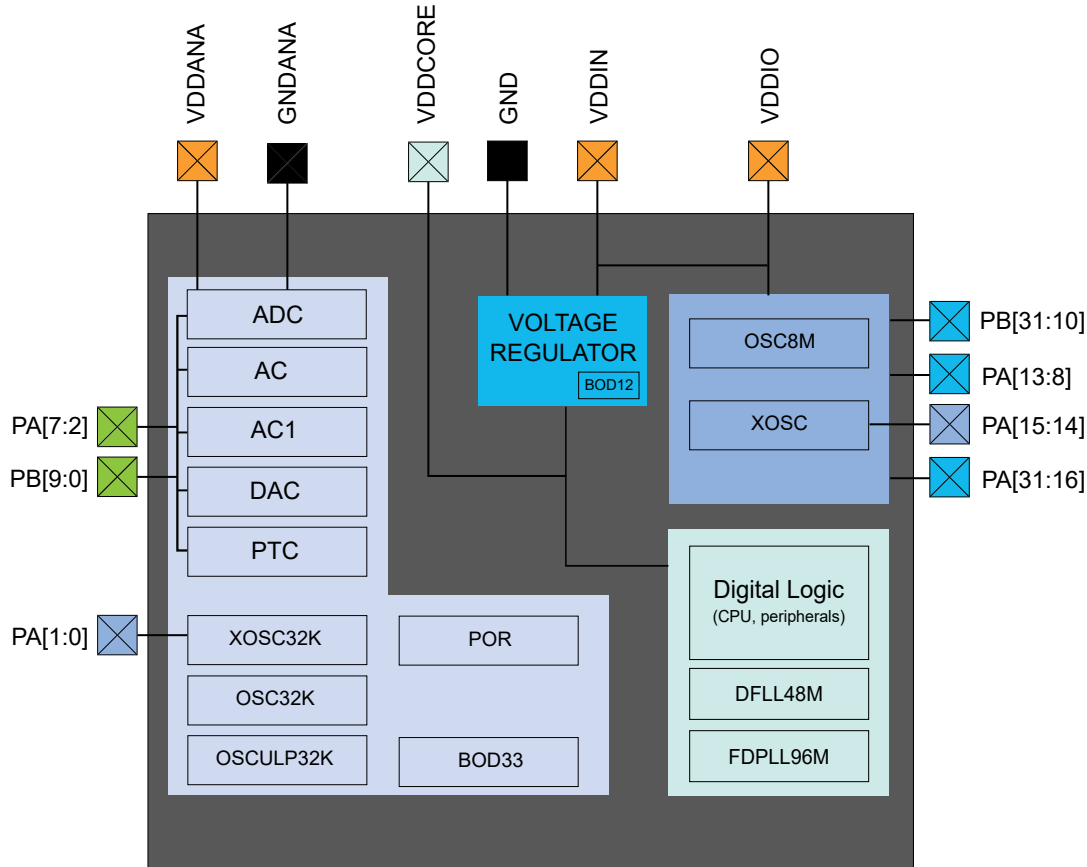 VDDANA
GNDANA
VDDCORE
GND
VDDIN
VDDIO
ADC
AC
AC1
DAC
PTC
PA[7:2]
PB[9:0]
PA[1:0]
XOSC32K
OSC32K
OSCULP32K
POR
BOD33
VOLTAGE
REGULATOR
BOD12
OSC8M
XOSC
PB[31:10]
PA[13:8]
PA[15:14]
PA[31:16]
Digital Logic
(CPU, peripherals)
DFLL48M
FDPLL96M